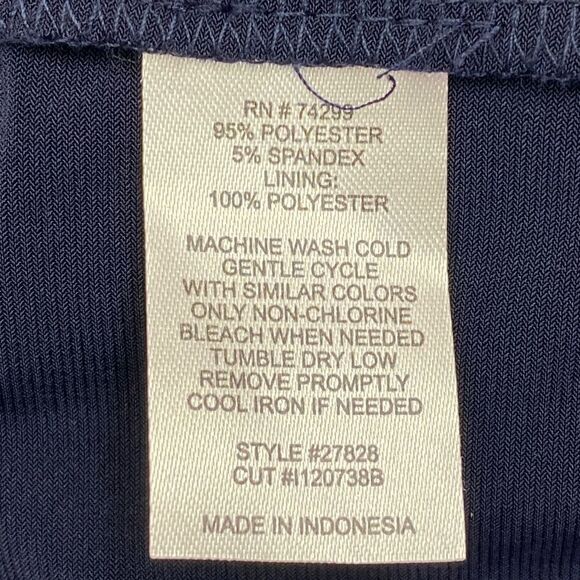 RN # 74299
95% POLYESTER
5% SPANDEX
LINING:
100% POLYESTER
MACHINE WASH COLD
GENTLE CYCLE
WITH SIMILAR COLORS
ONLY NON-CHLORINE
BLEACH WHEN NEEDED
TUMBLE DRY LOW
REMOVE PROMPTLY
COOL IRON IF NEEDED
STYLE #27828
CUT #I120738B
MADE IN INDONESIA